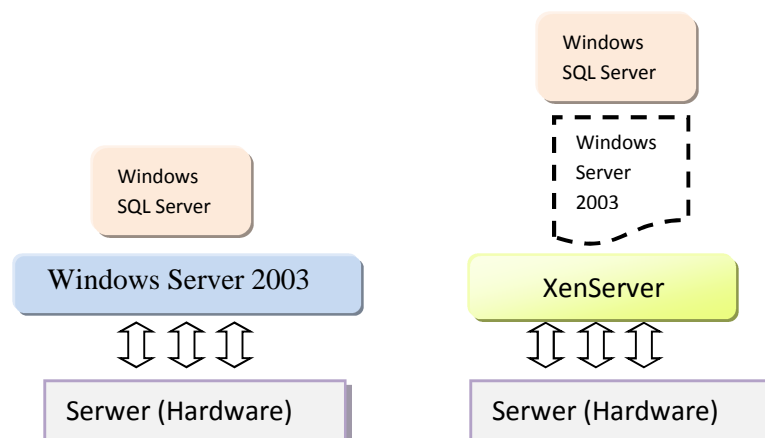 Windows
SQL Server
Windows Server 2003
Serwer (Hardware)
Windows
SQL Server
Windows
Server
2003
XenServer
Serwer (Hardware)